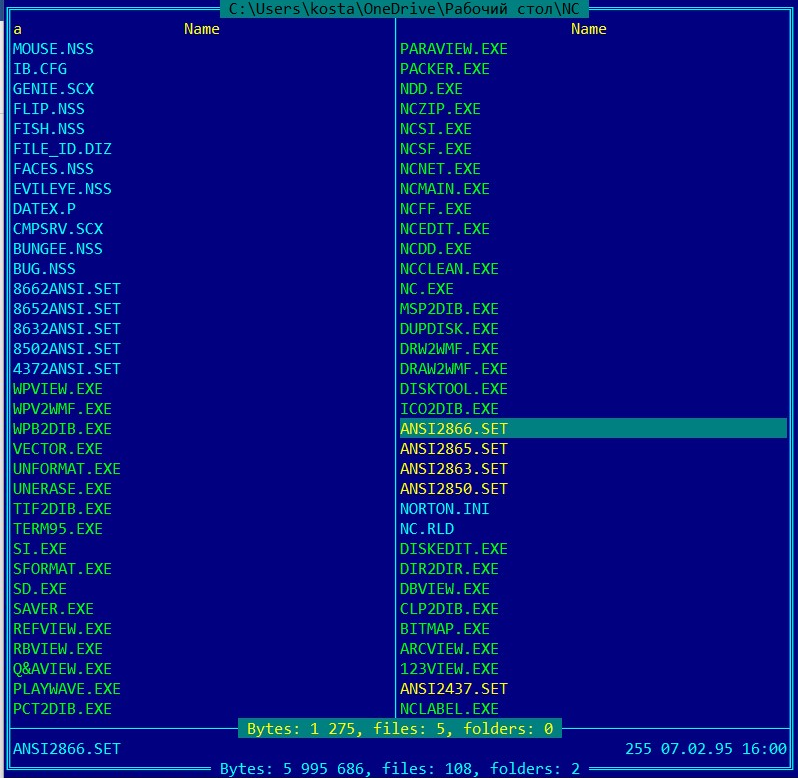 C:\Users\kosta\OneDrive\Рабочий стол\NC
a Name
MOUSE.NSS
IB.CFG
GENIE.SCX
FLIP.NSS
FISH.NSS
FILE_ID.DIZ
FACES.NSS
EVILEYE.NSS
DATEX.P
CMPSRV.SCX
BUNGEE.NSS
BUG.NSS
8662ANSI.SET
8652ANSI.SET
8632ANSI.SET
8502ANSI.SET
4372ANSI.SET
WPVIEW.EXE
WPV2WMF.EXE
WPB2DIB.EXE
VECTOR.EXE
UNFORMAT.EXE
UNERASE.EXE
TIF2DIB.EXE
TERM95.EXE
SI.EXE
SFORMAT.EXE
SD.EXE
SAVER.EXE
REFVIEW.EXE
RBVIEW.EXE
Q&AVIEW.EXE
PLAYWAVE.EXE
PCT2DIB.EXE
Name
PARAVIEW.EXE
PACKER.EXE
NDD.EXE
NCZIP.EXE
NCSI.EXE
NCSF.EXE
NCNET.EXE
NCMAIN.EXE
NCFF.EXE
NCEDIT.EXE
NCDD.EXE
NCCLEAN.EXE
NC.EXE
MSP2DIB.EXE
DUPDISK.EXE
DRW2WMF.EXE
DRAW2WMF.EXE
DISKTOOL.EXE
ICO2DIB.EXE
ANSI2866.SET
ANSI2865.SET
ANSI2863.SET
ANSI2850.SET
NORTON.INI
NC.RLD
DISKEDIT.EXE
DIR2DIR.EXE
DBVIEW.EXE
CLP2DIB.EXE
BITMAP.EXE
ARCVIEW.EXE
123VIEW.EXE
ANSI2437.SET
NCLABEL.EXE
Bytes: 1 275, files: 5, folders: 0
ANSI2866.SET 255 07.02.95 16:00
Bytes: 5 995 686, files: 108, folders: 2